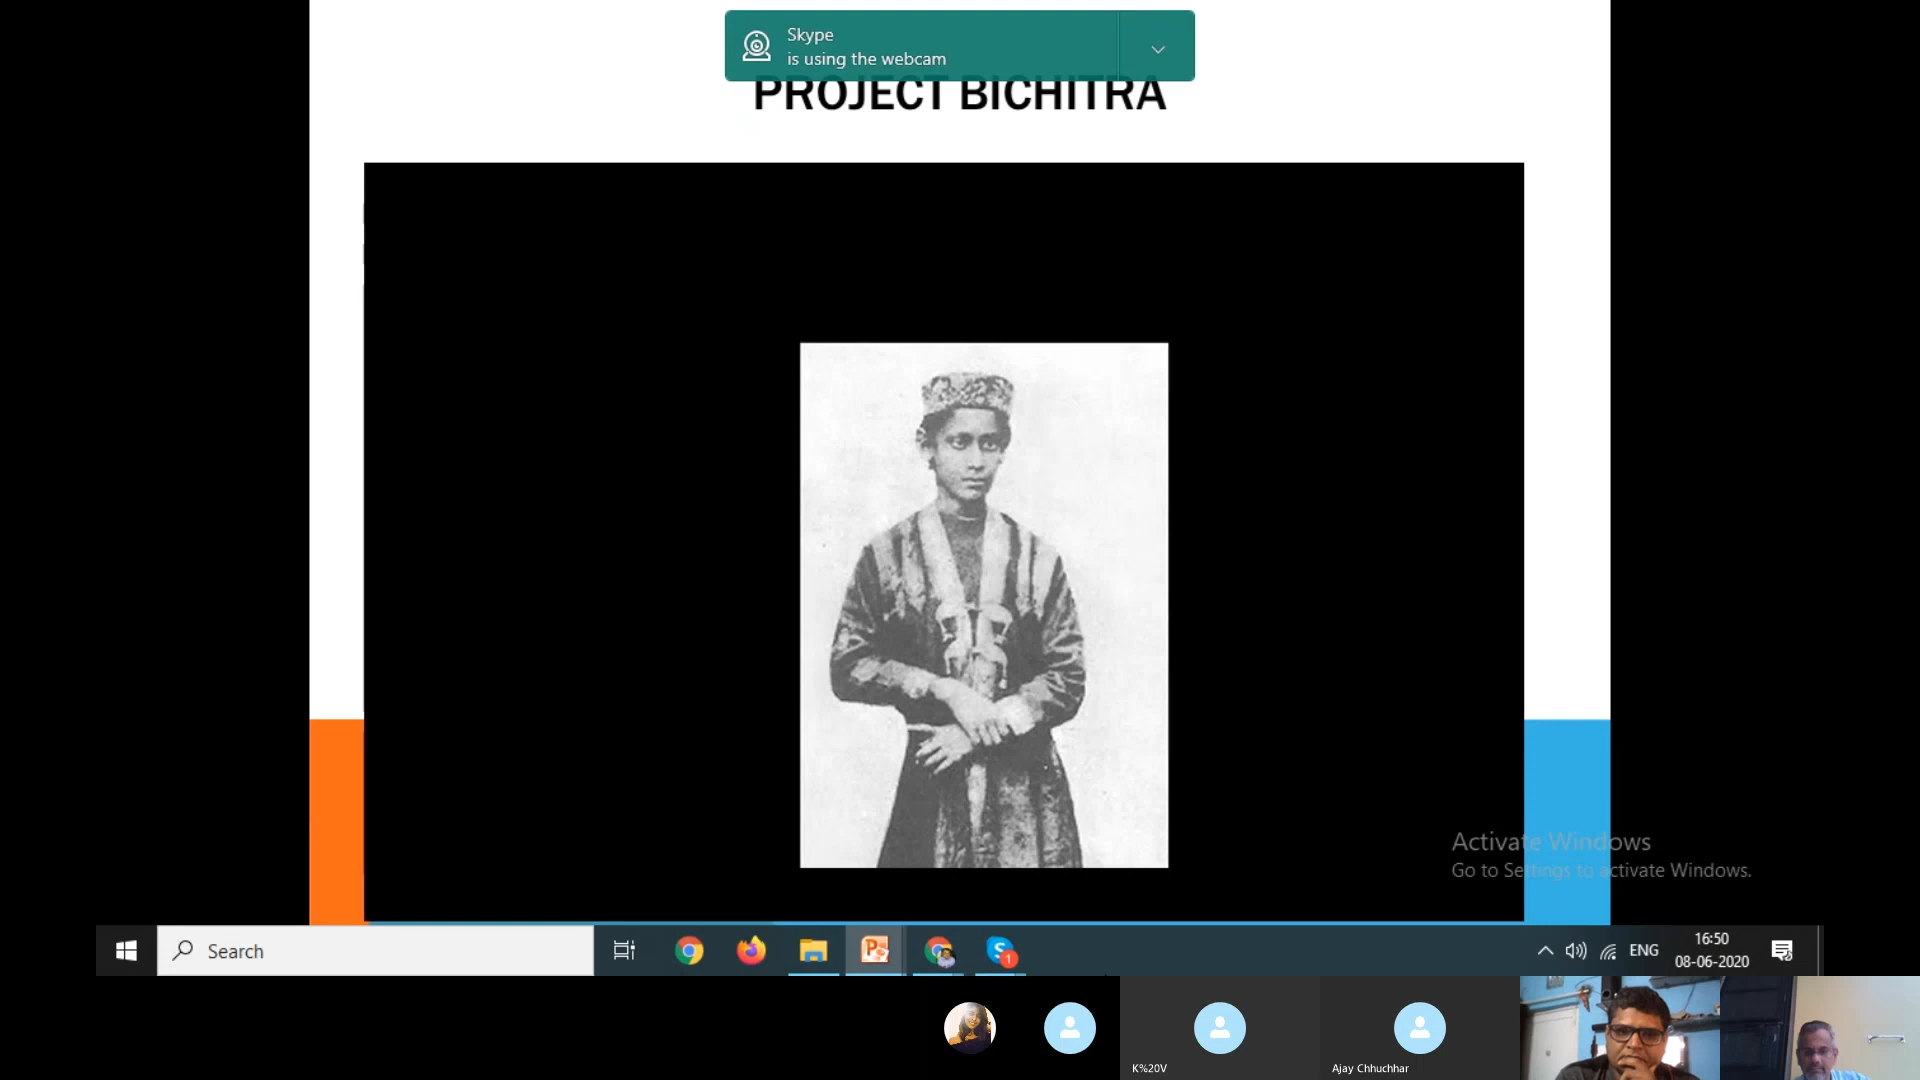 Skype
is using the webcam
PROJECT BICHITRA
Activate Windows
Go to Settings to activate Windows.
Search
ENG
16:50
08-06-2020
1
K%20V
Ajay Chhuchhar